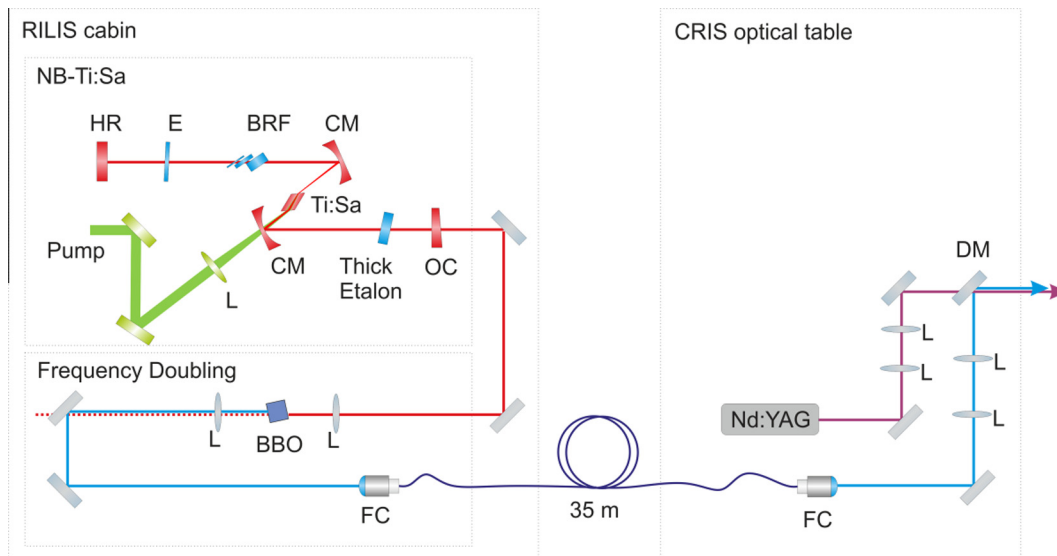 RILIS cabin
CRIS optical table
NB-Ti:Sa
HR
E
BRF
CM
Ti:Sa
Pump
L
CM
Thick
Etalon
OC
DM
L
L
L
L
Frequency Doubling
L
BBO
L
Nd:YAG
FC
35 m
FC